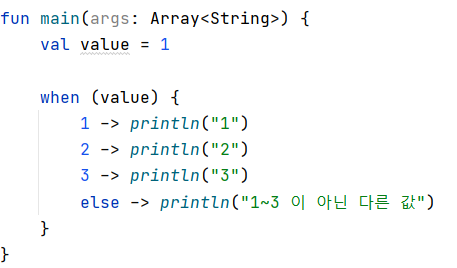 fun main(args: Array<String>) {
    val value = 1

    when (value) {
        1 -> println("1")
        2 -> println("2")
        3 -> println("3")
        else -> println("1~3 이 아닌 다른 값")
    }
}